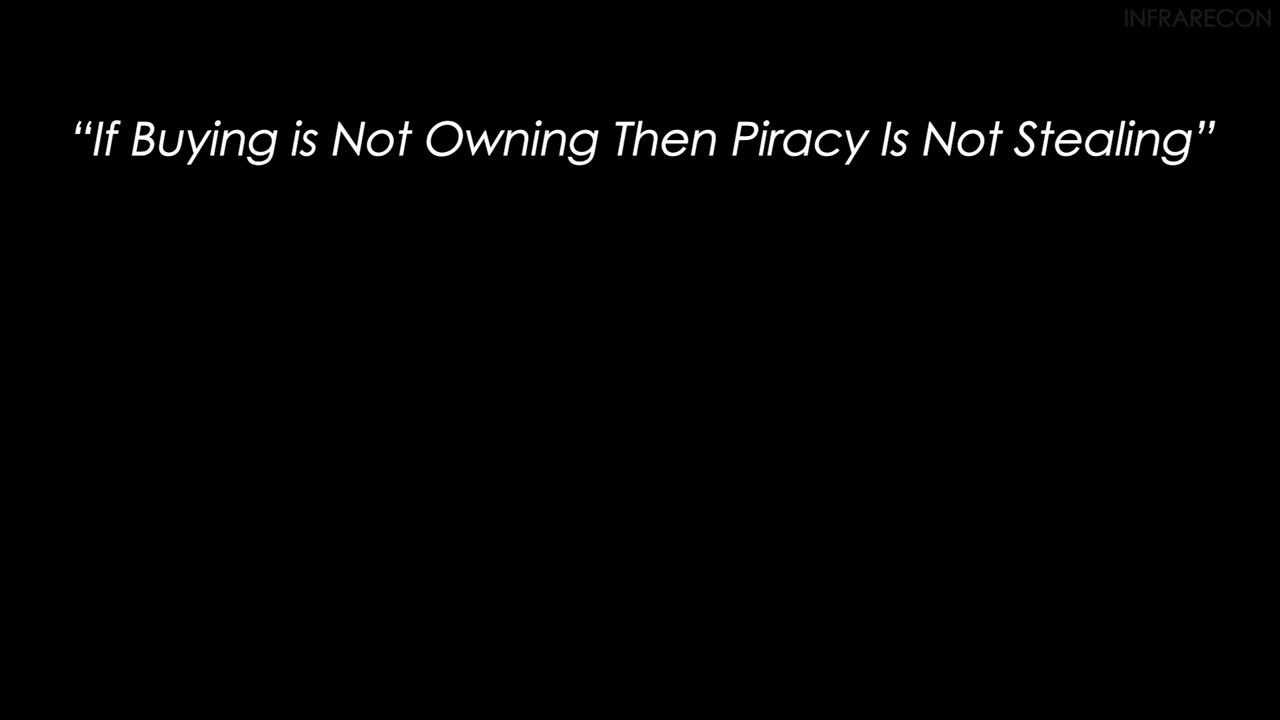 INFRARECON
“If Buying is Not Owning Then Piracy Is Not Stealing”